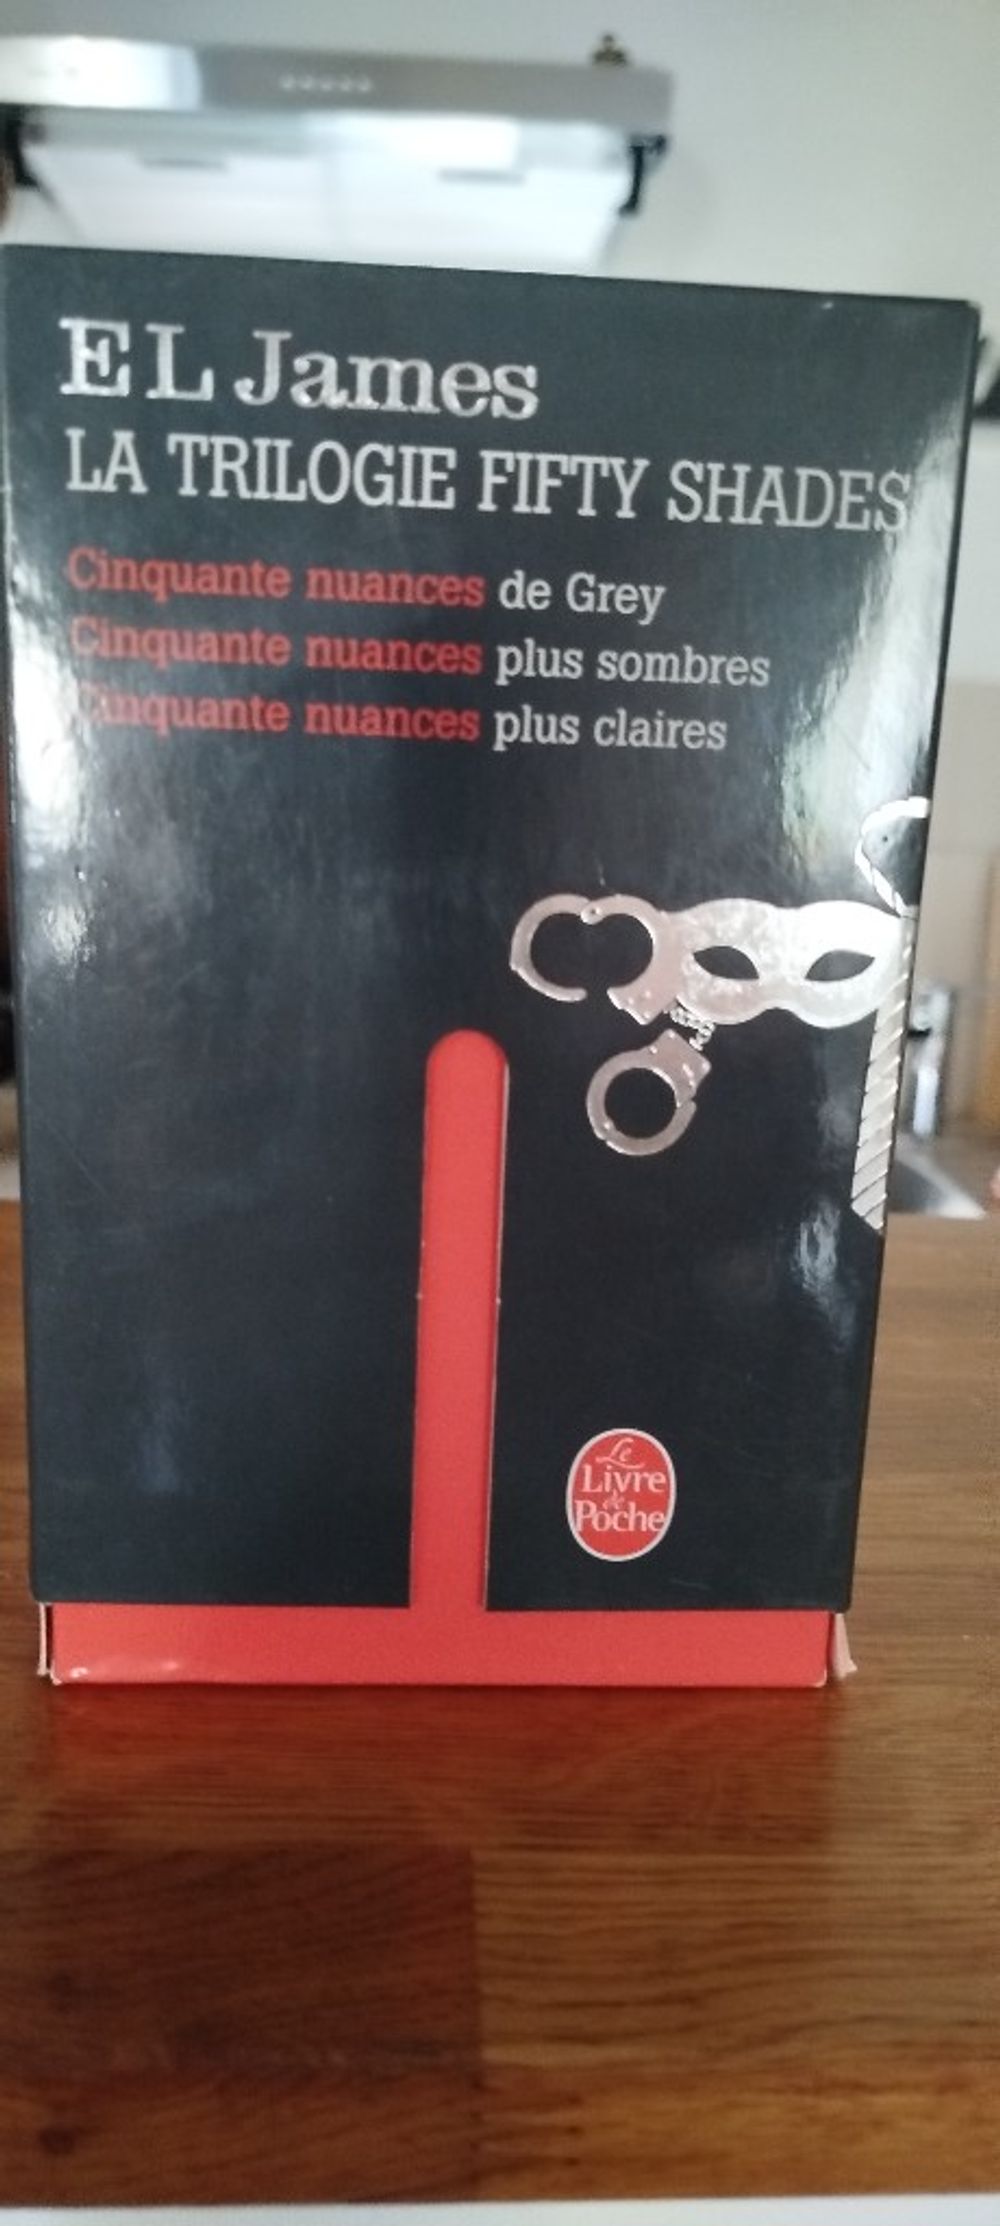 E L James
LA TRILOGIE FIFTY SHADES
Cinquante nuances de Grey
Cinquante nuances plus sombres
Cinquante nuances plus claires
Le
Livre
de
Poche